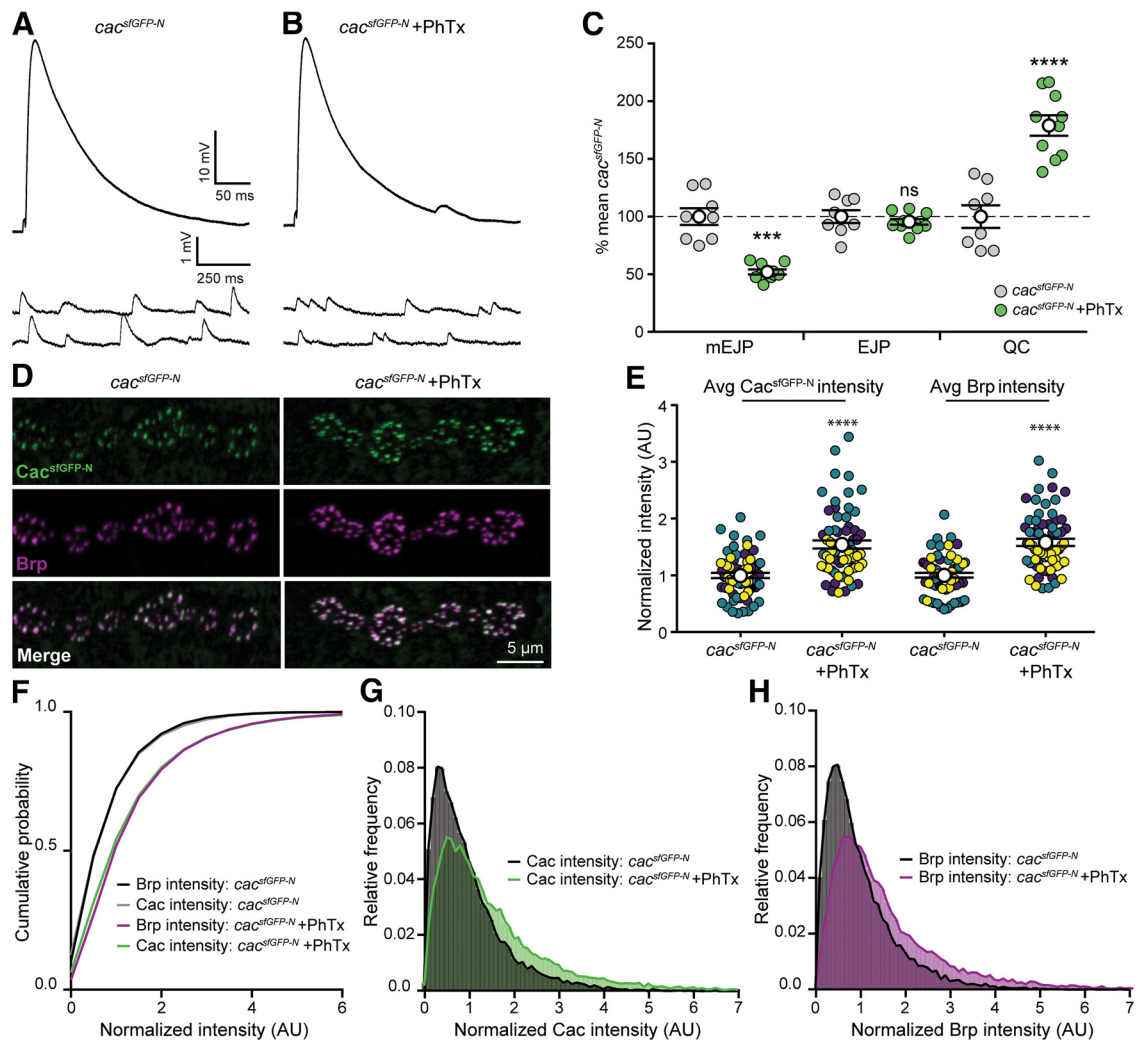 A
cac^sfGFP-N
10 mV
50 ms
1 mV
250 ms
B
cac^sfGFP-N +PhTx
C
250
200
150
100
50
0
% mean cac^sfGFP-N
***
ns
****
cac^sfGFP-N
cac^sfGFP-N +PhTx
mEJP
EJP
QC
D
cac^sfGFP-N
cac^sfGFP-N +PhTx
Cac^sfGFP-N
Brp
Merge
5 µm
E
Avg Cac^sfGFP-N intensity
Avg Brp intensity
****
****
4
3
2
1
0
Normalized intensity (AU)
cac^sfGFP-N
cac^sfGFP-N
+PhTx
cac^sfGFP-N
cac^sfGFP-N
+PhTx
F
1.0
0.5
0.0
Cumulative probability
Brp intensity: cac^sfGFP-N
Cac intensity: cac^sfGFP-N
Brp intensity: cac^sfGFP-N +PhTx
Cac intensity: cac^sfGFP-N +PhTx
0 2 4 6
Normalized intensity (AU)
G
0.10
0.08
0.06
0.04
0.02
0.0
Relative frequency
Cac intensity: cac^sfGFP-N
Cac intensity: cac^sfGFP-N +PhTx
0 1 2 3 4 5 6 7
Normalized Cac intensity (AU)
H
0.10
0.08
0.06
0.04
0.02
0.0
Relative frequency
Brp intensity: cac^sfGFP-N
Brp intensity: cac^sfGFP-N +PhTx
0 1 2 3 4 5 6 7
Normalized Brp intensity (AU)